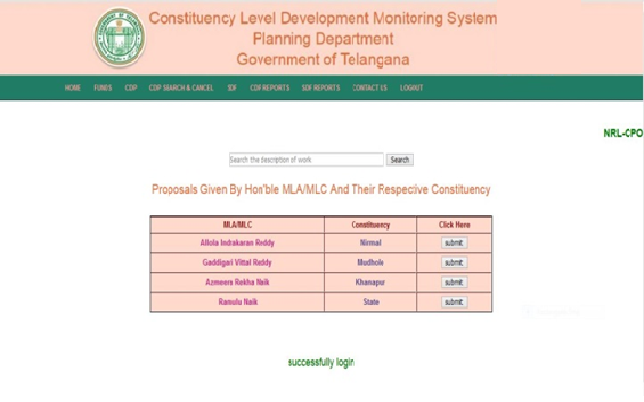 Constituency Level Development Monitoring System
Planning Department
Government of Telangana
HOME FUNDS CDP CDP SEARCH & CANCEL SDF CDF REPORTS SDF REPORTS CONTACT US LOGOUT
NRL-CPO
Search the description of work Search
Proposals Given By Hon'ble MLA/MLC And Their Respecive Constituency
MLA/MLC Constituency Click Here
Allola Indrakaran Reddy Nirmal submit
Gaddigari Vittal Reddy Mudhole submit
Azmeera Rekha Naik Khanapur submit
Ramulu Naik State submit
successfully login